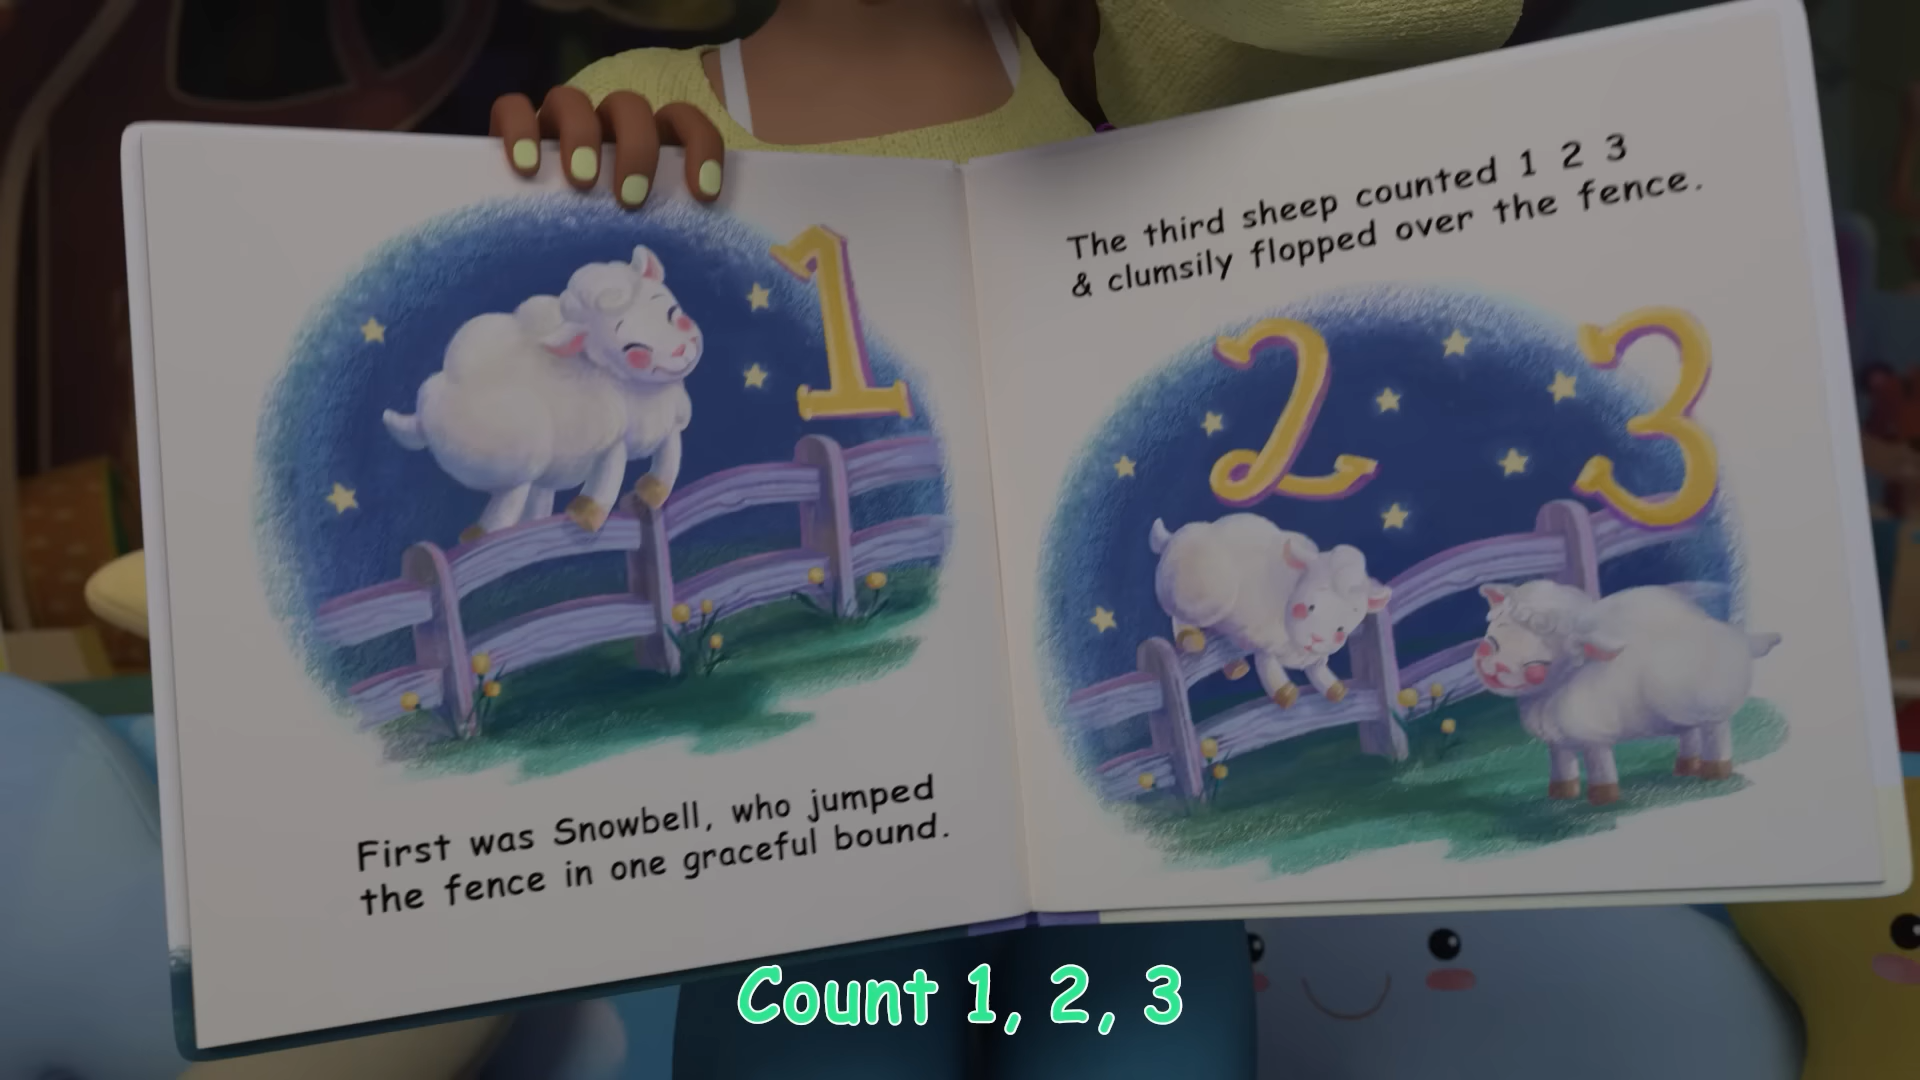 1
First was Snowbell, who jumped
the fence in one graceful bound.
The third sheep counted 1 2 3
& clumsily flopped over the fence.
2 3
Count 1, 2, 3